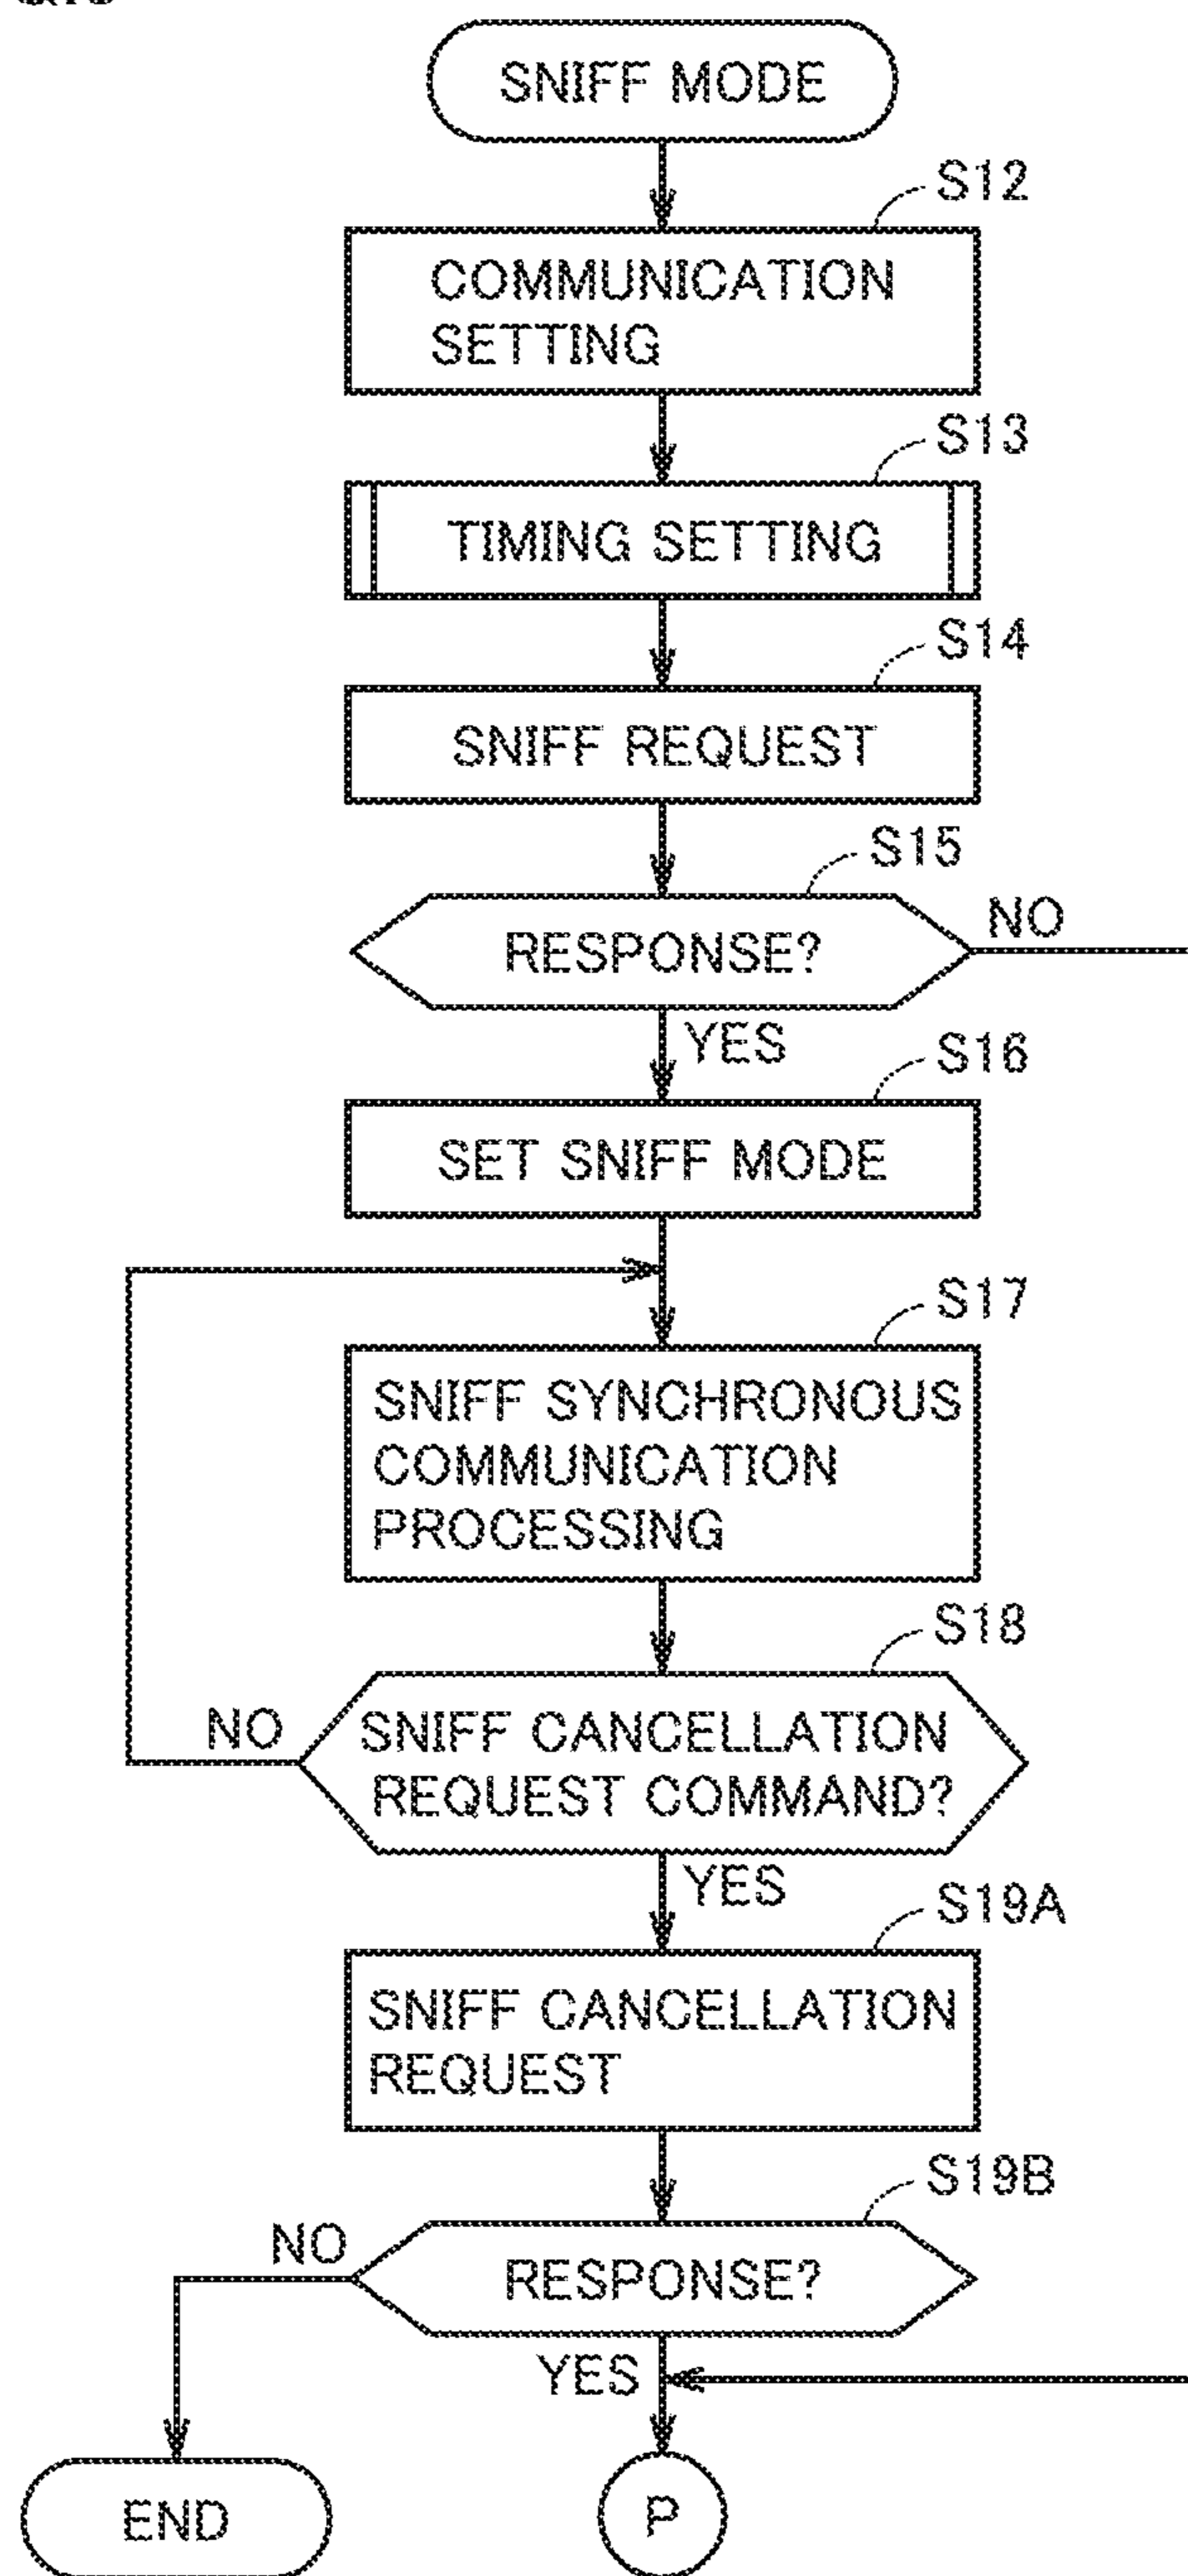 SNIFF MODE
S12
COMMUNICATION
SETTING
S13
TIMING SETTING
S14
SNIFF REQUEST
S15
RESPONSE?
NO
YES
S16
SET SNIFF MODE
S17
SNIFF SYNCHRONOUS
COMMUNICATION
PROCESSING
S18
NO
SNIFF CANCELLATION
REQUEST COMMAND?
YES
S19A
SNIFF CANCELLATION
REQUEST
S19B
NO
RESPONSE?
YES
END
P